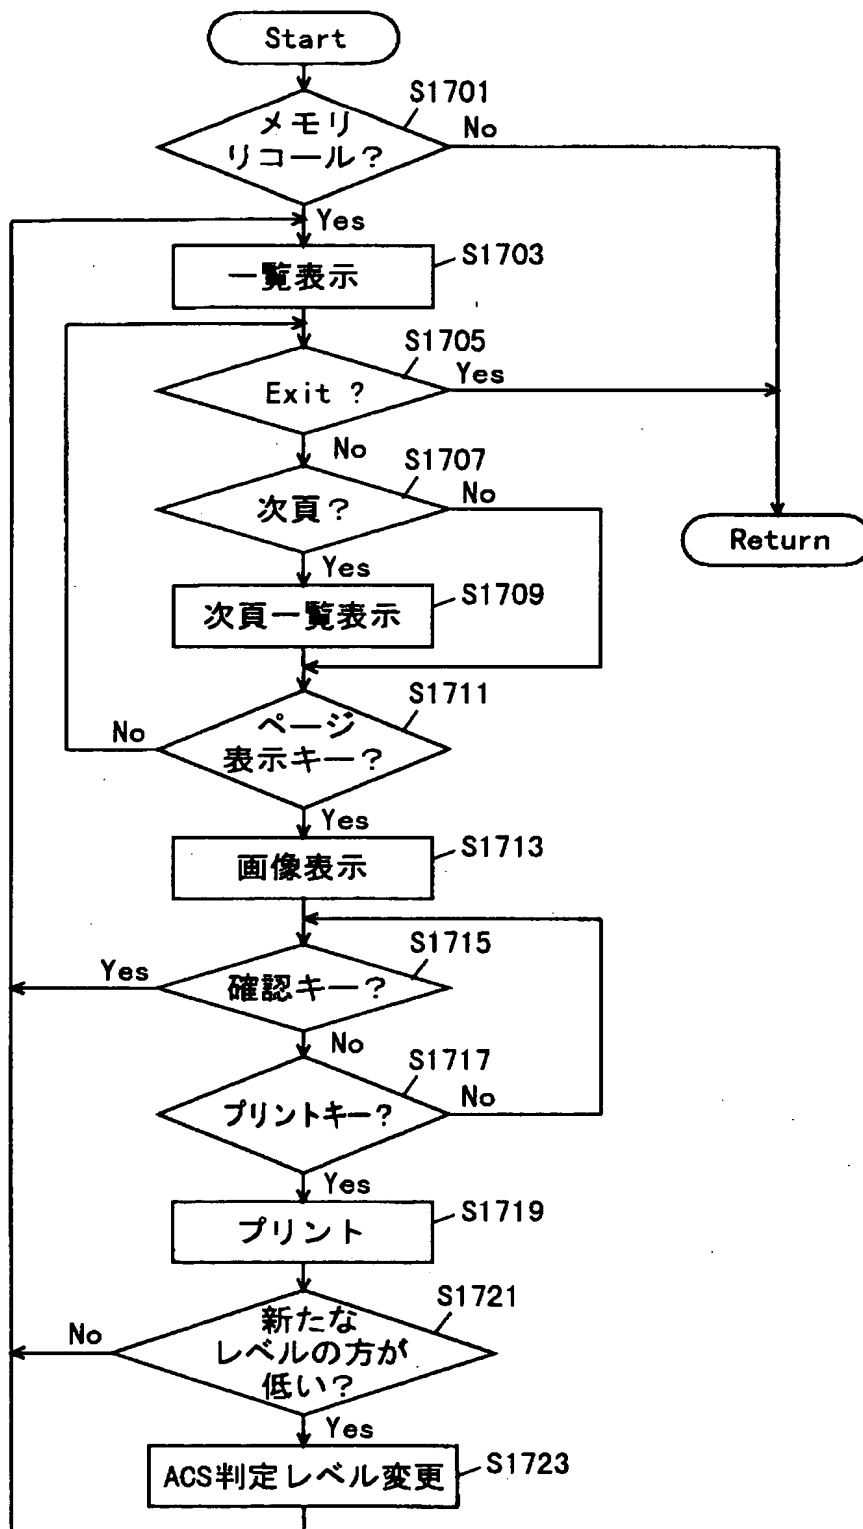 Start
S1701
メモリ
リコール？
No
Yes
一覧表示
S1703
S1705
Exit ?
Yes
No
S1707
次頁？
No
Return
Yes
次頁一覧表示
S1709
S1711
ページ
表示キー？
No
Yes
画像表示
S1713
S1715
確認キー？
Yes
No
S1717
プリントキー？
No
Yes
プリント
S1719
S1721
新たな
レベルの方が
低い？
No
Yes
ACS判定レベル変更
S1723